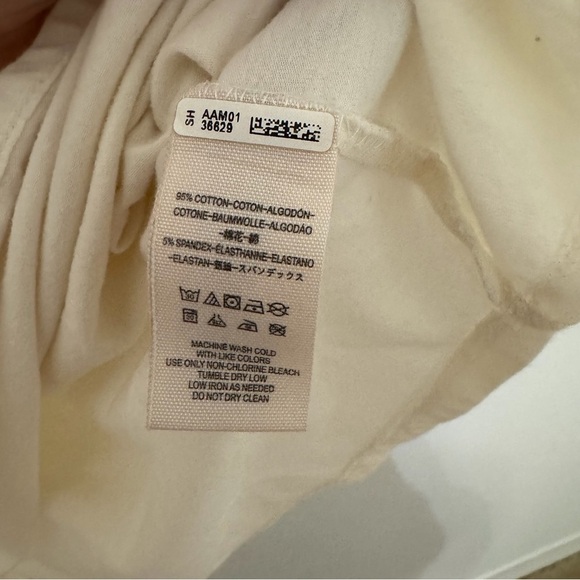 SH
AAM01
36629
95% COTTON-COTON-ALGODÓN-
COTONE-BAUMWOLLE-ALGODÃO
-棉花-綿
5% SPANDEX-ÉLASTHANNE-ELASTANO
-ELASTAN-氨綸-スパンデックス
30
MACHINE WASH COLD
WITH LIKE COLORS
USE ONLY NON-CHLORINE BLEACH
TUMBLE DRY LOW
LOW IRON AS NEEDED
DO NOT DRY CLEAN